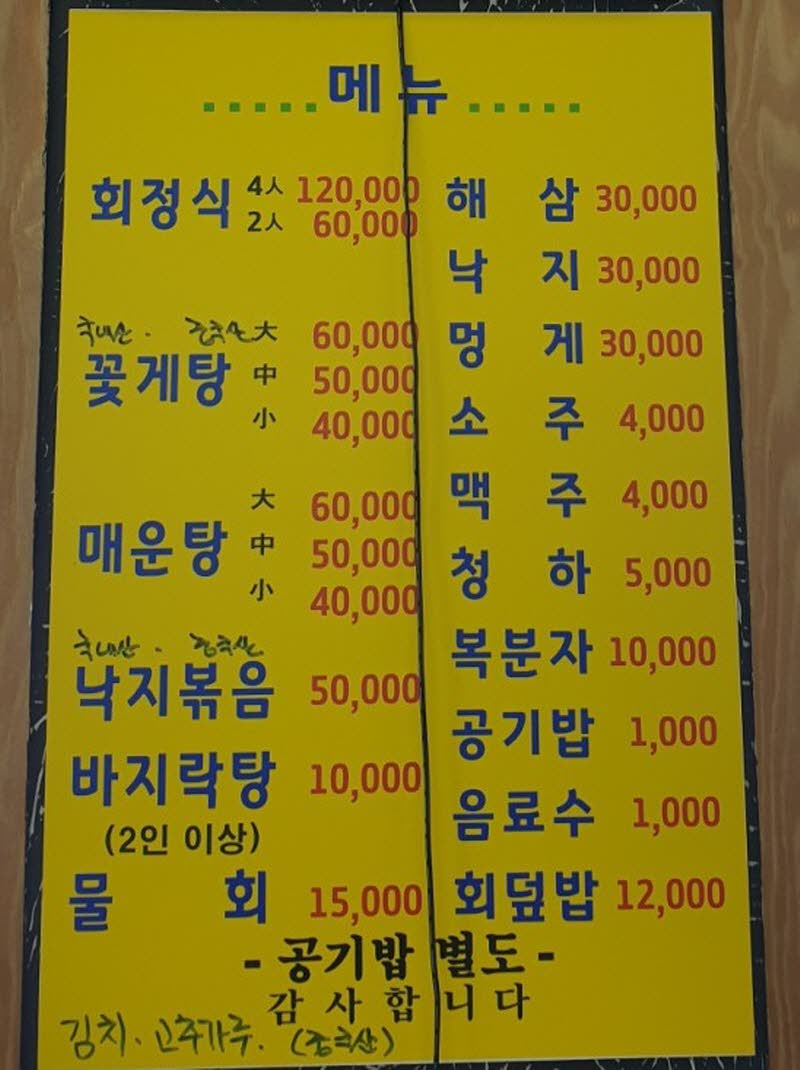 .....메뉴.....
회정식 4人 120,000
2人 60,000
국내산 . 중국산
꽃게탕 大 60,000
中 50,000
小 40,000
매운탕 大 60,000
中 50,000
小 40,000
국내산 . 중국산
낙지볶음 50,000
바지락탕 10,000
(2인 이상)
물회 15,000
해삼 30,000
낙지 30,000
멍게 30,000
소주 4,000
맥주 4,000
청하 5,000
복분자 10,000
공기밥 1,000
음료수 1,000
회덮밥 12,000
- 공기밥 별도 -
감사합니다
김치. 고추가루. (중국산)